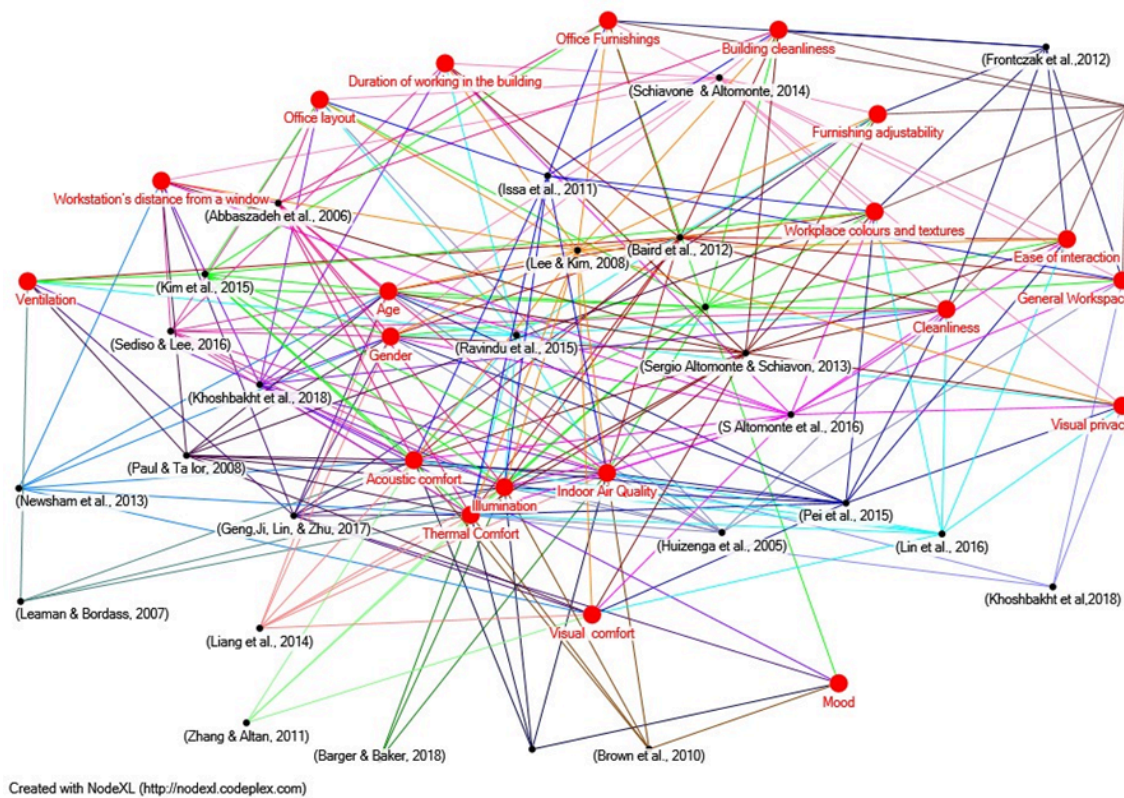 Office Furnishings
Building cleanliness
(Frontczak et al.,2012)
Duration of working in the building
(Schiavone & Altomonte, 2014)
Office layout
Furnishing adjustability
Workstation's distance from a window
(Issa et al., 2011)
(Abbaszadeh et al., 2006)
Workplace colours and textures
(Baird et al., 2012)
Ease of interaction
(Lee & Kim, 2008)
(Kim et al., 2015)
Ventilation
General Workspac
Age
Cleanliness
(Sediso & Lee, 2016)
(Ravindu et al., 2015)
Gender
(Sergio Altomonte & Schiavon, 2013)
(Khoshbakht et al., 2018)
Visual privac
(S Altomonte et al., 2016)
(Paul & Ta lor, 2008)
Acoustic comfort
Indoor Air Quality
(Newsham et al., 2013)
Illumination
(Pei et al., 2015)
(Geng,Ji, Lin, & Zhu, 2017)
Thermal Comfort
(Huizenga et al., 2005)
(Lin et al., 2016)
(Khoshbakht et al,2018)
(Leaman & Bordass, 2007)
(Liang et al., 2014)
Visual comfort
Mood
(Zhang & Altan, 2011)
(Barger & Baker, 2018)
(Brown et al., 2010)
Created with NodeXL (http://nodexl.codeplex.com)